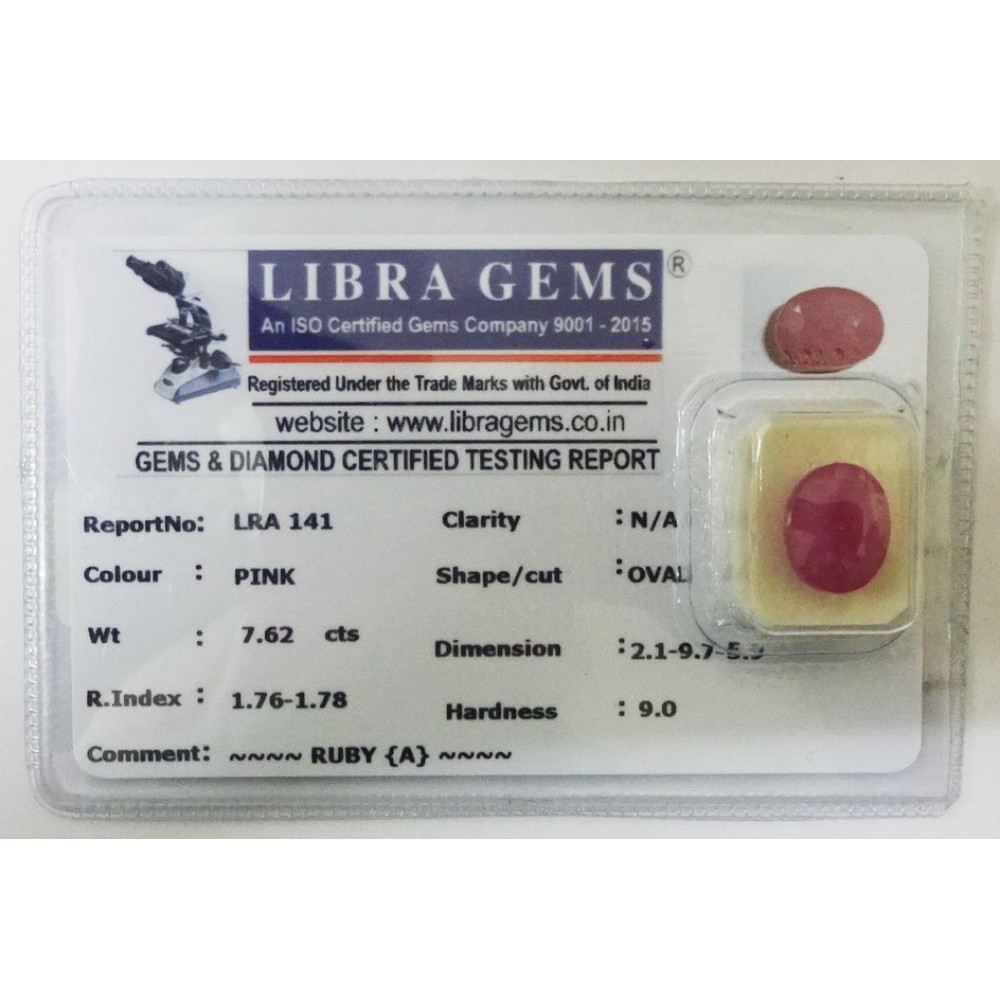 LIBRA GEMS ®
An ISO Certified Gems Company 9001 - 2015
Registered Under the Trade Marks with Govt. of India
website : www.libragems.co.in
GEMS & DIAMOND CERTIFIED TESTING REPORT
ReportNo: LRA 141 Clarity : N/A
Colour : PINK Shape/cut : OVAL
Wt : 7.62 cts Dimension : 2.1-9.7-5.9
R.Index : 1.76-1.78 Hardness : 9.0
Comment: ~~~~ RUBY {A} ~~~~